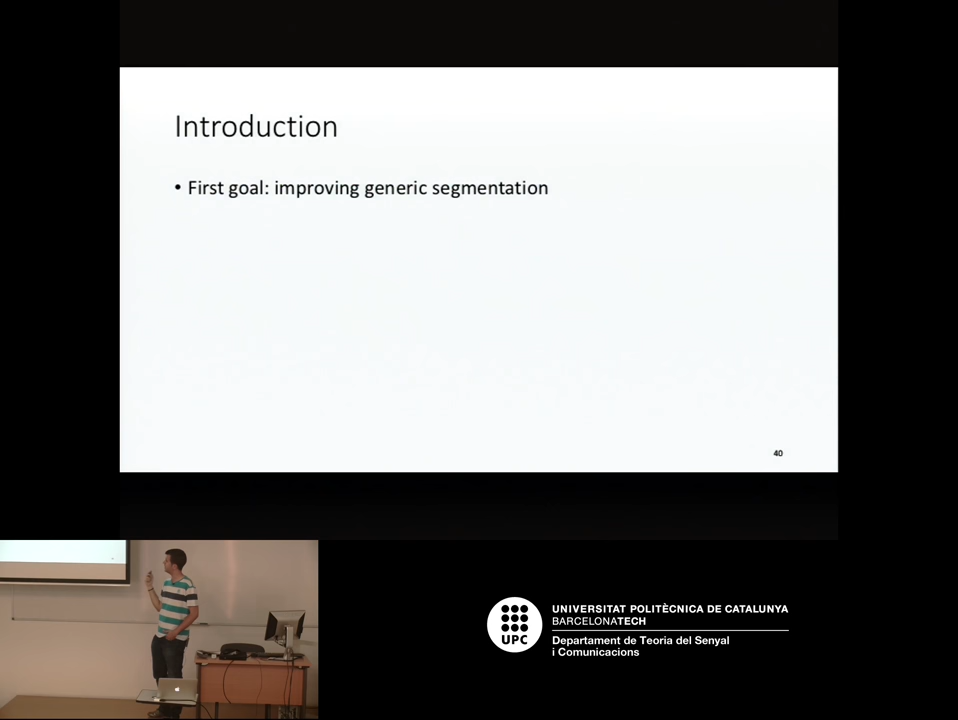 Introduction
• First goal: improving generic segmentation
40
UPC
UNIVERSITAT POLITÈCNICA DE CATALUNYA
BARCELONATECH
Departament de Teoria del Senyal
i Comunicacions